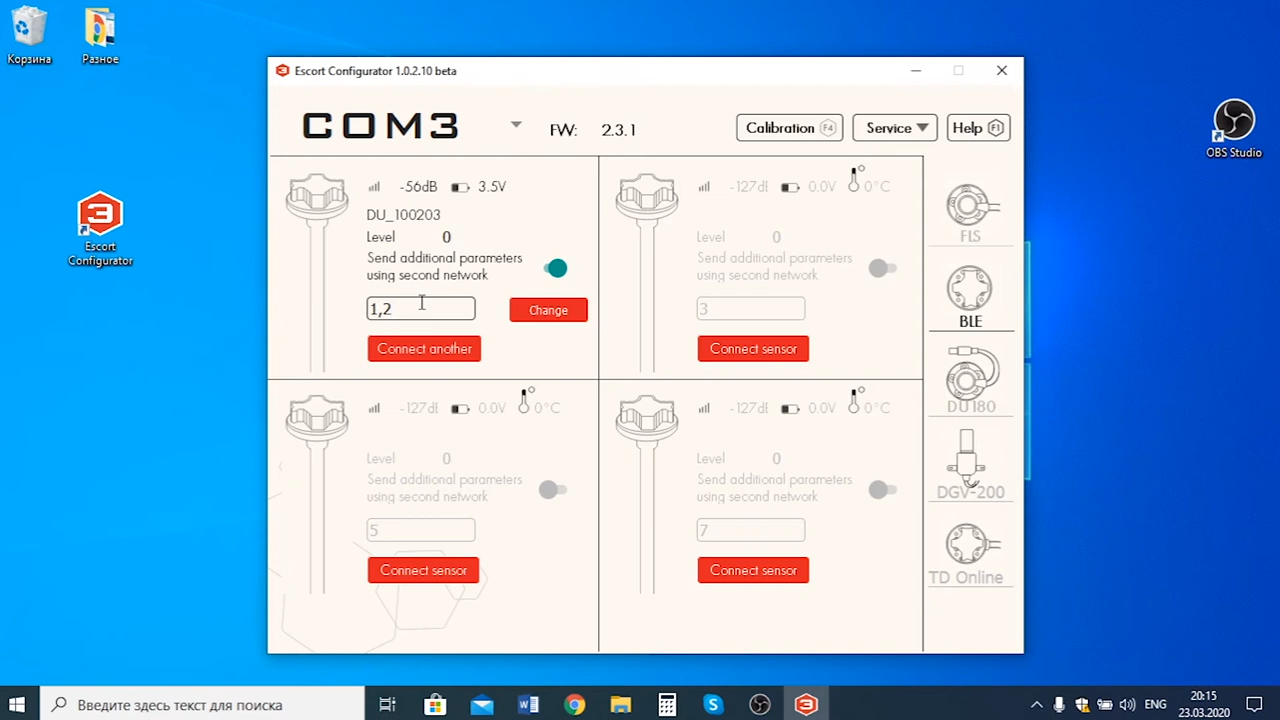 Корзина
Разное
Escort Configurator
OBS Studio
Escort Configurator 1.0.2.10 beta
COM3
FW: 2.3.1
Calibration F4
Service
Help F1
-56dB 3.5V
DU_100203
Level 0
Send additional parameters
using second network
1,2
Change
Connect another
-127dB 0.0V 0°C
Level 0
Send additional parameters
using second network
3
Connect sensor
-127dB 0.0V 0°C
Level 0
Send additional parameters
using second network
5
Connect sensor
-127dB 0.0V 0°C
Level 0
Send additional parameters
using second network
7
Connect sensor
FLS
BLE
DU180
DGV-200
TD Online
Введите здесь текст для поиска
ENG
20:15
23.03.2020